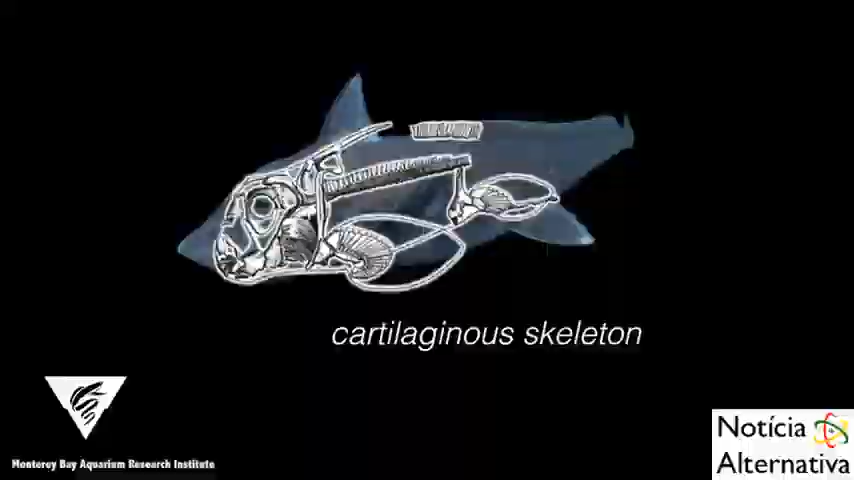 cartilaginous skeleton
Monterey Bay Aquarium Research Institute
Notícia
Alternativa